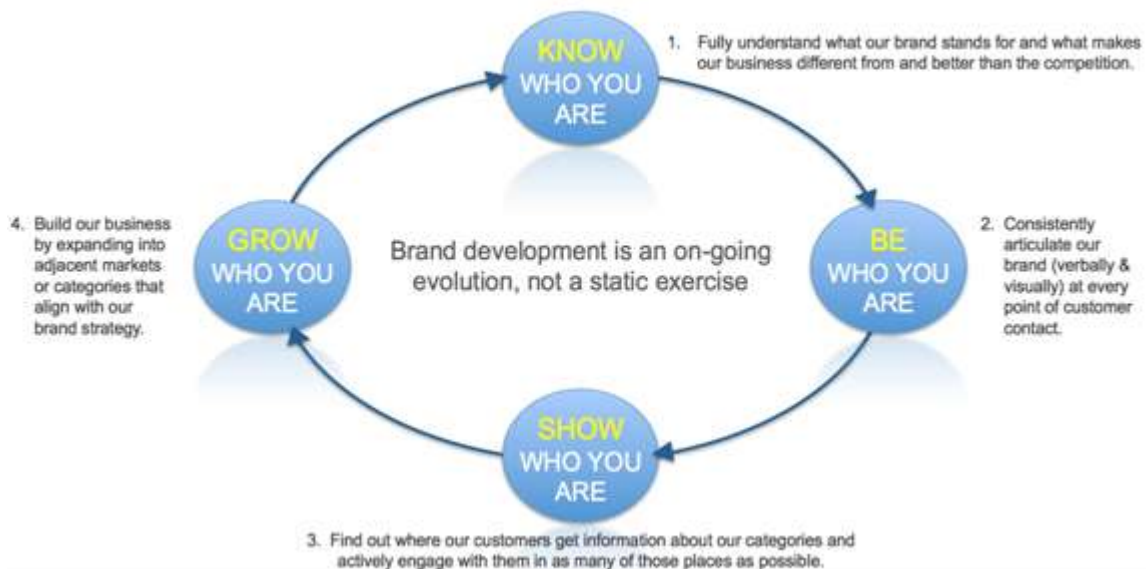 KNOW
WHO YOU
ARE
1. Fully understand what our brand stands for and what makes
our business different from and better than the competition.
BE
WHO YOU
ARE
2. Consistently
articulate our
brand (verbally &
visually) at every
point of customer
contact.
SHOW
WHO YOU
ARE
3. Find out where our customers get information about our categories and
actively engage with them in as many of those places as possible.
GROW
WHO YOU
ARE
4. Build our business
by expanding into
adjacent markets
or categories that
align with our
brand strategy.
Brand development is an on-going
evolution, not a static exercise